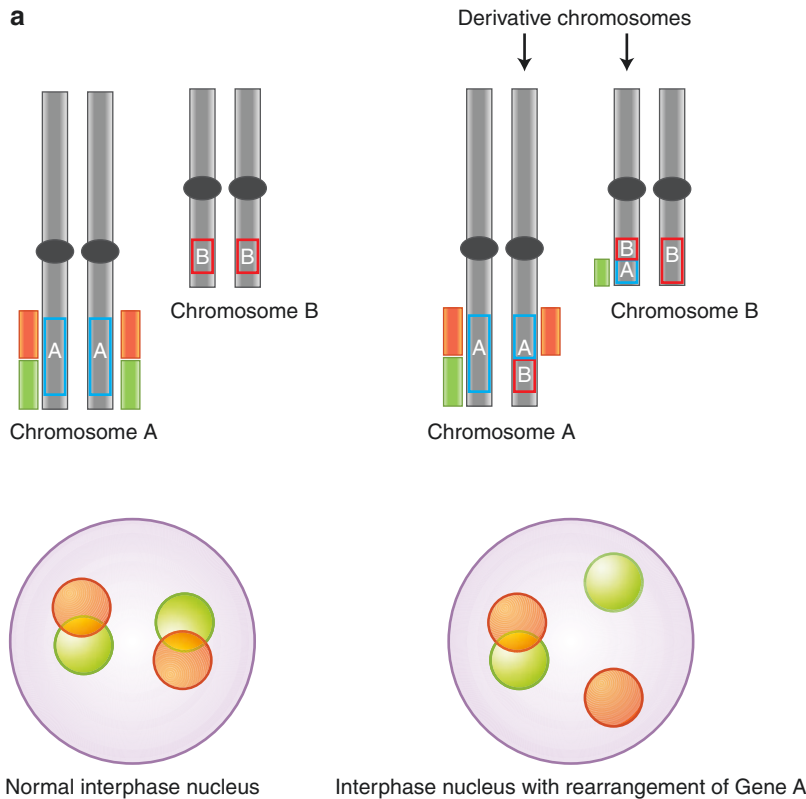 a
Derivative chromosomes
B B
A A
Chromosome B
Chromosome A
B
A
B
A
A
B
Chromosome B
Chromosome A
Normal interphase nucleus
Interphase nucleus with rearrangement of Gene A